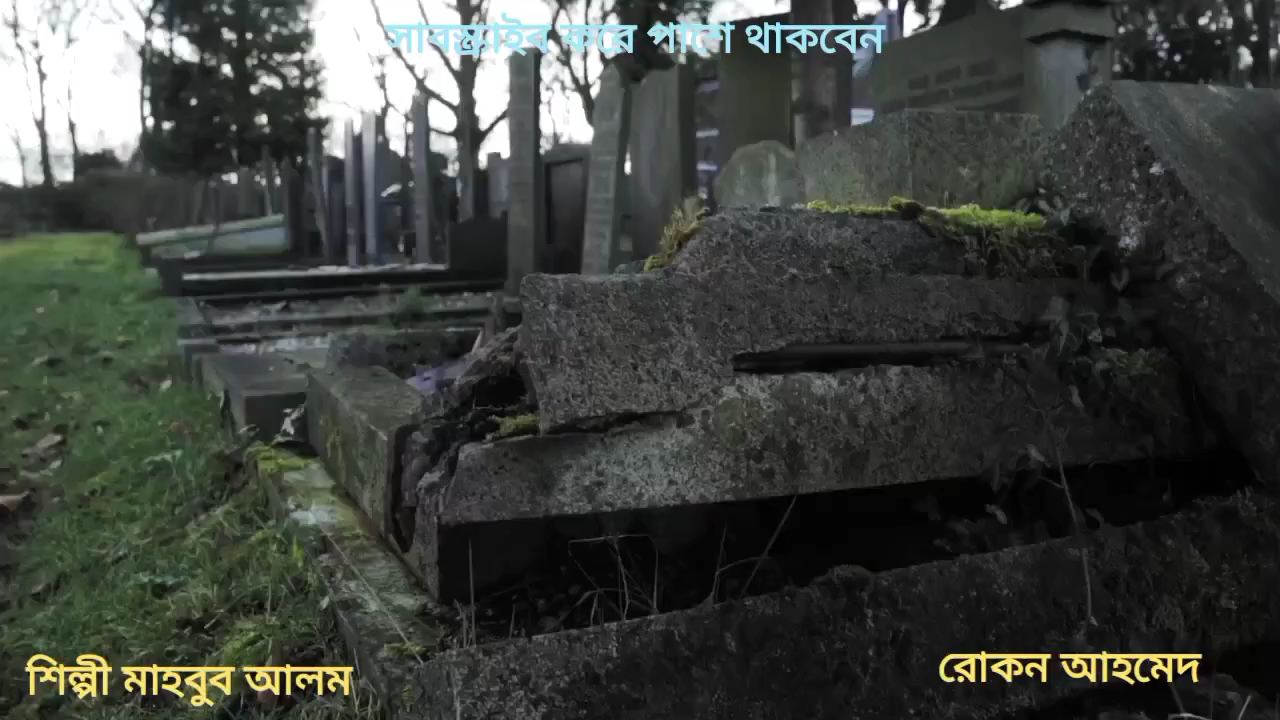 সাবস্ক্রাইব করে পাশে থাকবেন
শিল্পী মাহবুব আলম
রোকন আহমেদ